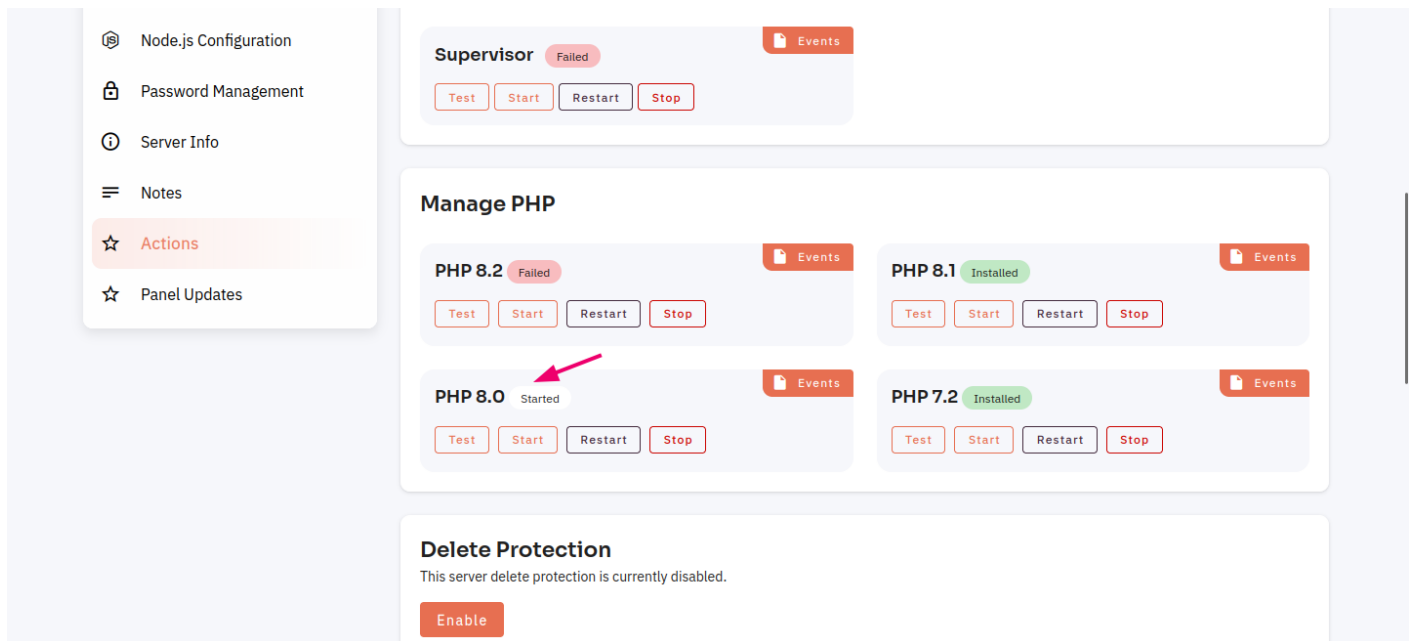 Node.js Configuration
Password Management
Server Info
Notes
Actions
Panel Updates
Supervisor Failed
Events
Test Start Restart Stop
Manage PHP
PHP 8.2 Failed
Events
Test Start Restart Stop
PHP 8.1 Installed
Events
Test Start Restart Stop
PHP 8.0 Started
Events
Test Start Restart Stop
PHP 7.2 Installed
Events
Test Start Restart Stop
Delete Protection
This server delete protection is currently disabled.
Enable